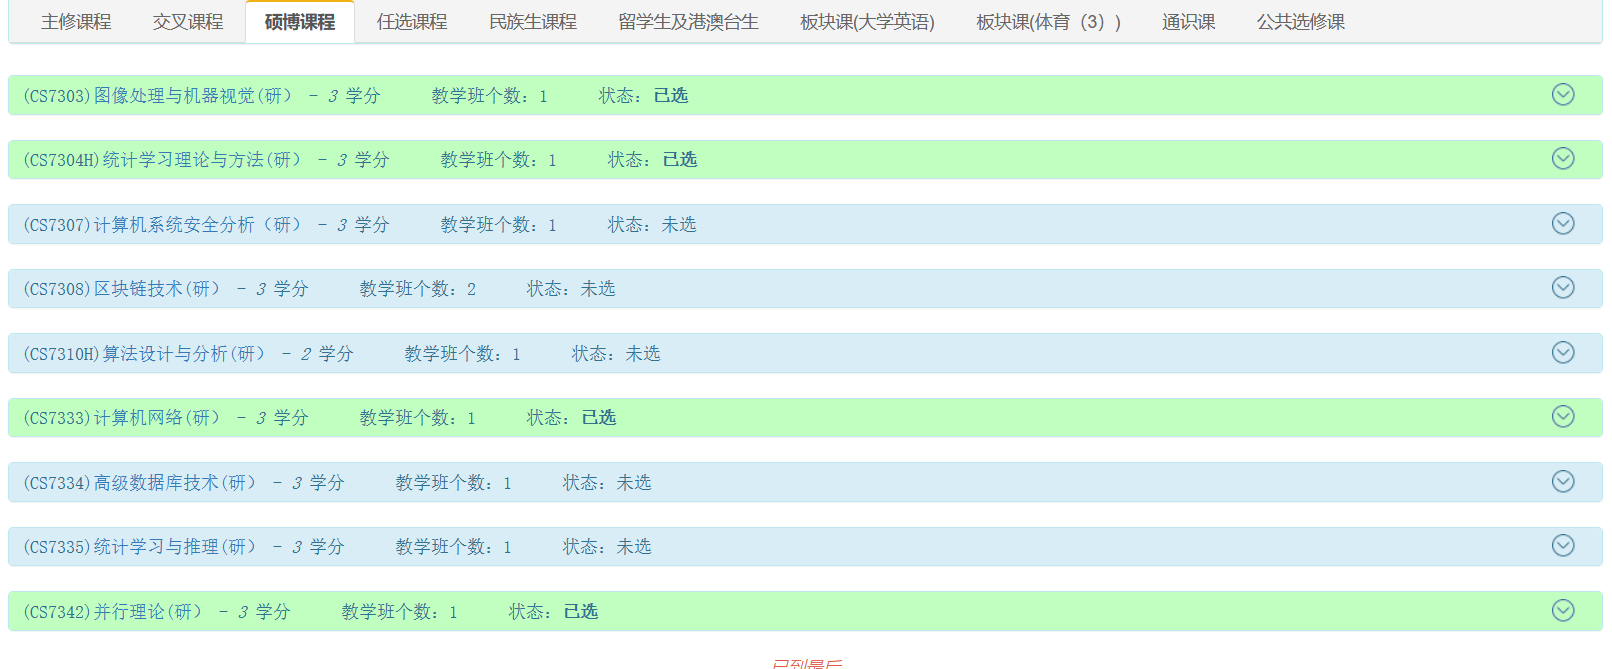 主修课程 交叉课程 硕博课程 任选课程 民族生课程 留学生及港澳台生 板块课(大学英语) 板块课(体育（3）) 通识课 公共选修课
(CS7303)图像处理与机器视觉(研） - 3 学分 教学班个数：1 状态：已选
(CS7304H)统计学习理论与方法(研） - 3 学分 教学班个数：1 状态：已选
(CS7307)计算机系统安全分析（研） - 3 学分 教学班个数：1 状态：未选
(CS7308)区块链技术(研） - 3 学分 教学班个数：2 状态：未选
(CS7310H)算法设计与分析(研） - 2 学分 教学班个数：1 状态：未选
(CS7333)计算机网络(研） - 3 学分 教学班个数：1 状态：已选
(CS7334)高级数据库技术(研） - 3 学分 教学班个数：1 状态：未选
(CS7335)统计学习与推理(研） - 3 学分 教学班个数：1 状态：未选
(CS7342)并行理论(研） - 3 学分 教学班个数：1 状态：已选
已到最后